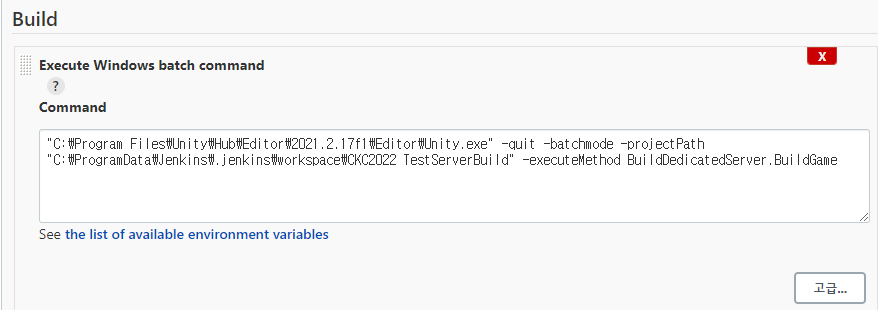 Build
Execute Windows batch command
X
?
Command
"C:₩Program Files₩Unity₩Hub₩Editor₩2021.2.17f1₩Editor₩Unity.exe" -quit -batchmode -projectPath
"C:₩ProgramData₩Jenkins₩.jenkins₩workspace₩CKC2022 TestServerBuild" -executeMethod BuildDedicatedServer.BuildGame
See the list of available environment variables
고급...